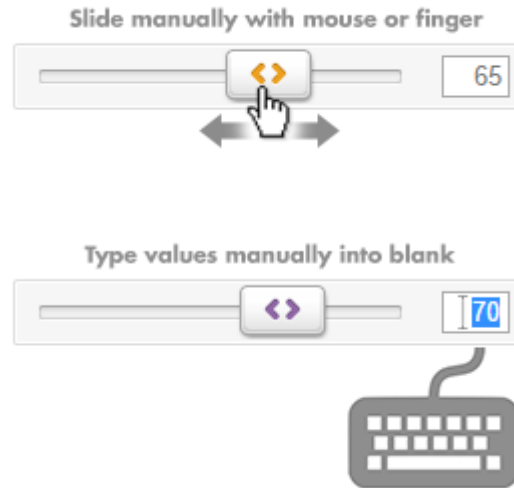 Slide manually with mouse or finger
65
Type values manually into blank
70